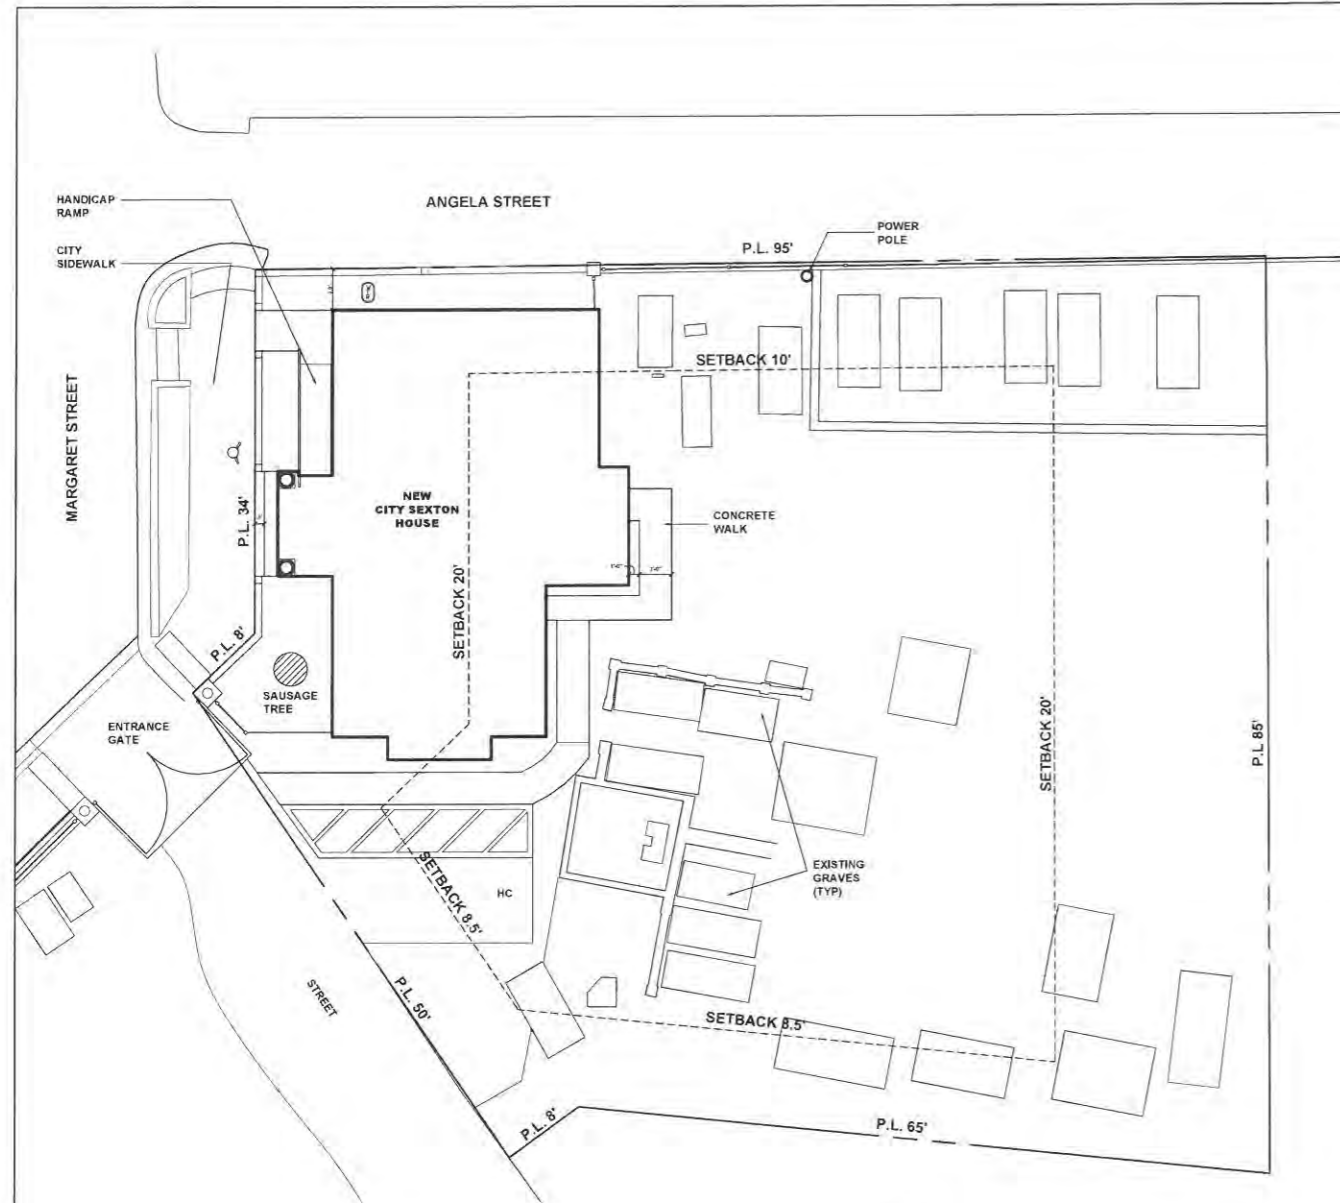 HANDICAP
RAMP
ANGELA STREET
POWER
POLE
P.L. 95'
CITY
SIDEWALK
SETBACK 10'
MARGARET STREET
P.L. 34'
NEW
CITY SEXTON
HOUSE
CONCRETE
WALK
SETBACK 20'
P.L. 8'
SAUSAGE
TREE
ENTRANCE
GATE
SETBACK 20'
P.L 85'
SETBACK 8.5'
HC
EXISTING
GRAVES
(TYP)
STREET
P.L. 50'
SETBACK 8.5'
P.L. 8'
P.L. 65'